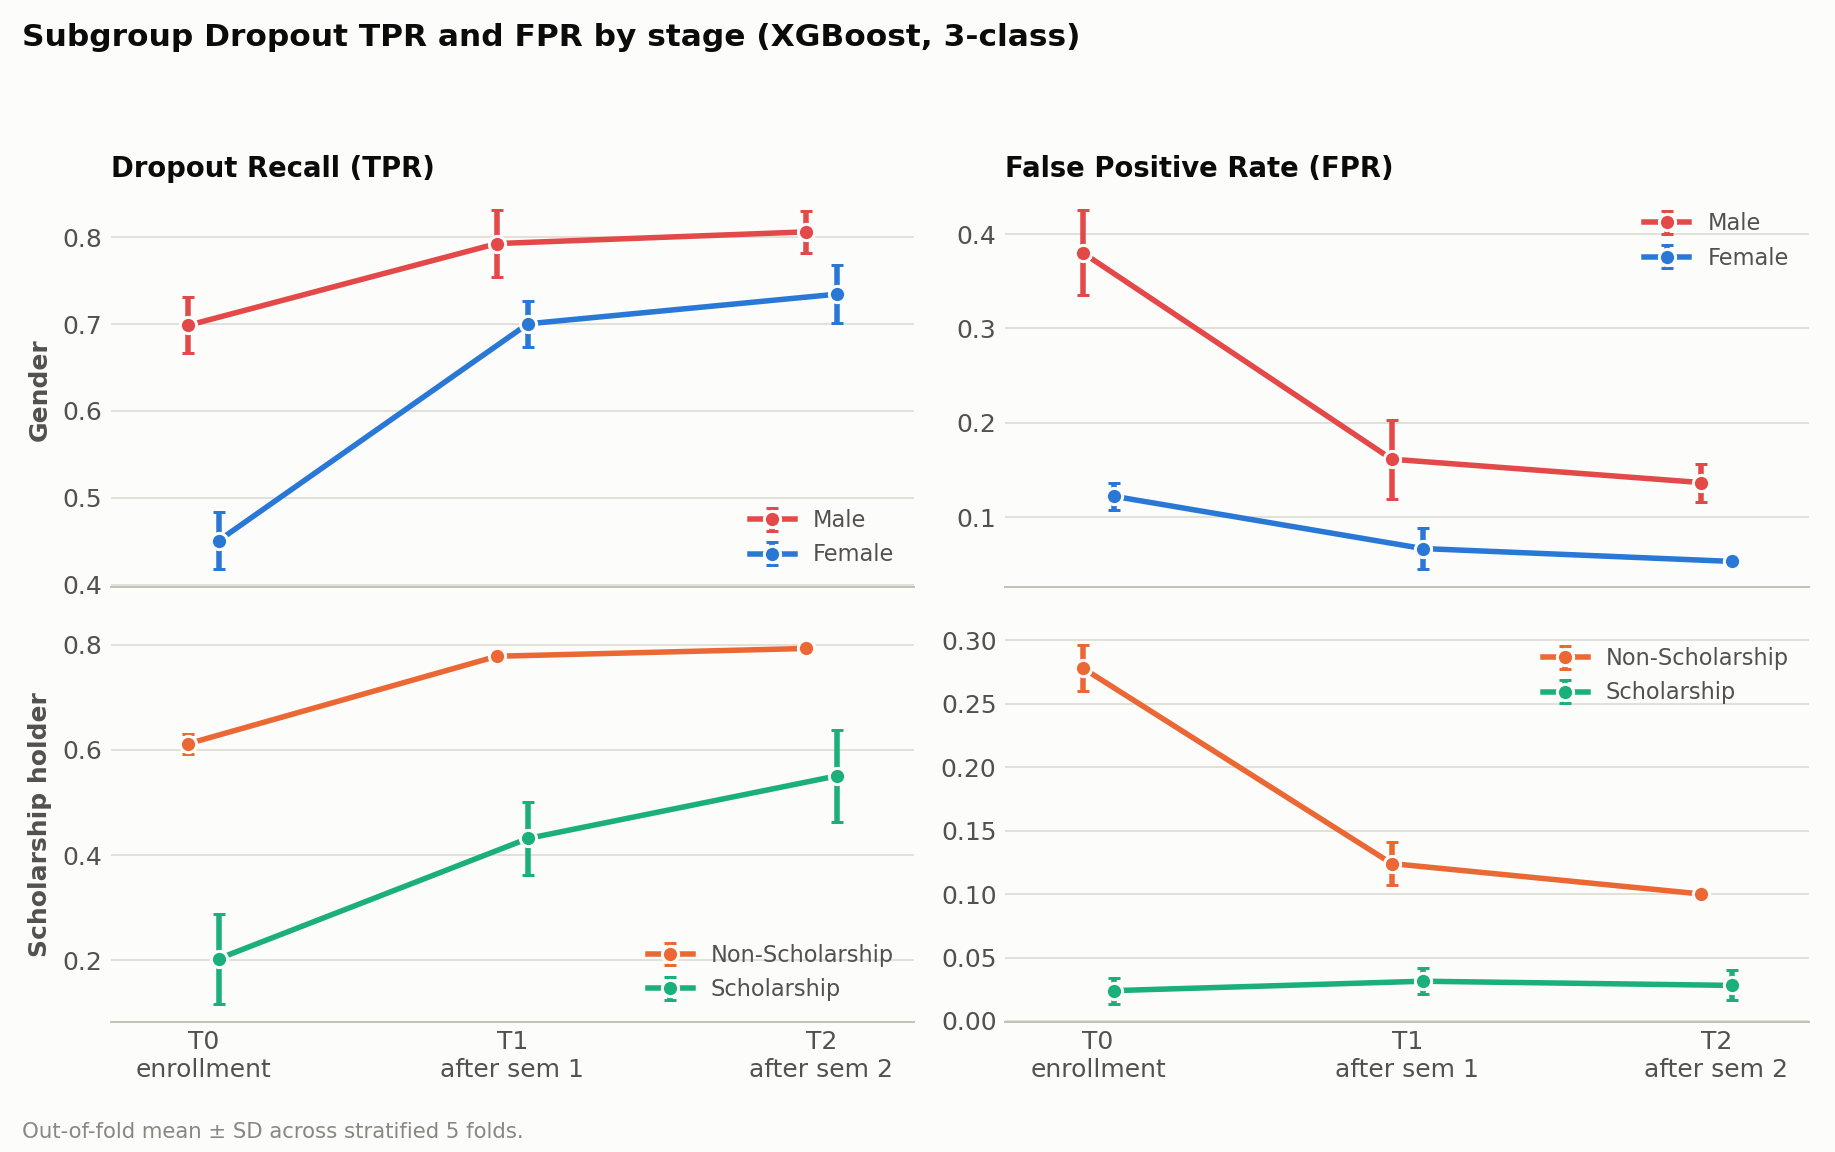 Subgroup Dropout TPR and FPR by stage (XGBoost, 3-class)
Dropout Recall (TPR)
Gender
0.8
0.7
0.6
0.5
0.4
Male
Female
False Positive Rate (FPR)
0.4
0.3
0.2
0.1
Male
Female
Scholarship holder
0.8
0.6
0.4
0.2
Non-Scholarship
Scholarship
T0
enrollment
T1
after sem 1
T2
after sem 2
0.30
0.25
0.20
0.15
0.10
0.05
0.00
Non-Scholarship
Scholarship
T0
enrollment
T1
after sem 1
T2
after sem 2
Out-of-fold mean ± SD across stratified 5 folds.